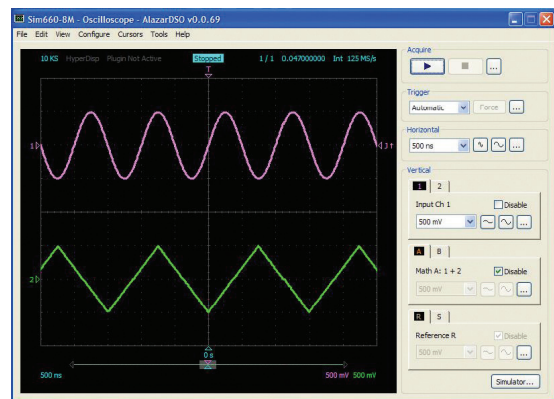 Sim660-8M - Oscilloscope - AlazarDSO v0.0.69
File Edit View Configure Cursors Tools Help
10 KS HyperDisp Plugin Not Active Stopped 1 / 1 0.047000000 Int 125 MS/s
T
1
1
2
0 s
500 ns 500 mV 500 mV
Acquire
...
Trigger
Automatic Force ...
Horizontal
500 ns ...
Vertical
1 2
Input Ch 1 Disable
500 mV ...
A B
Math A: 1 + 2 Disable
500 mV ...
R S
Reference R Disable
500 mV ...
Simulator...